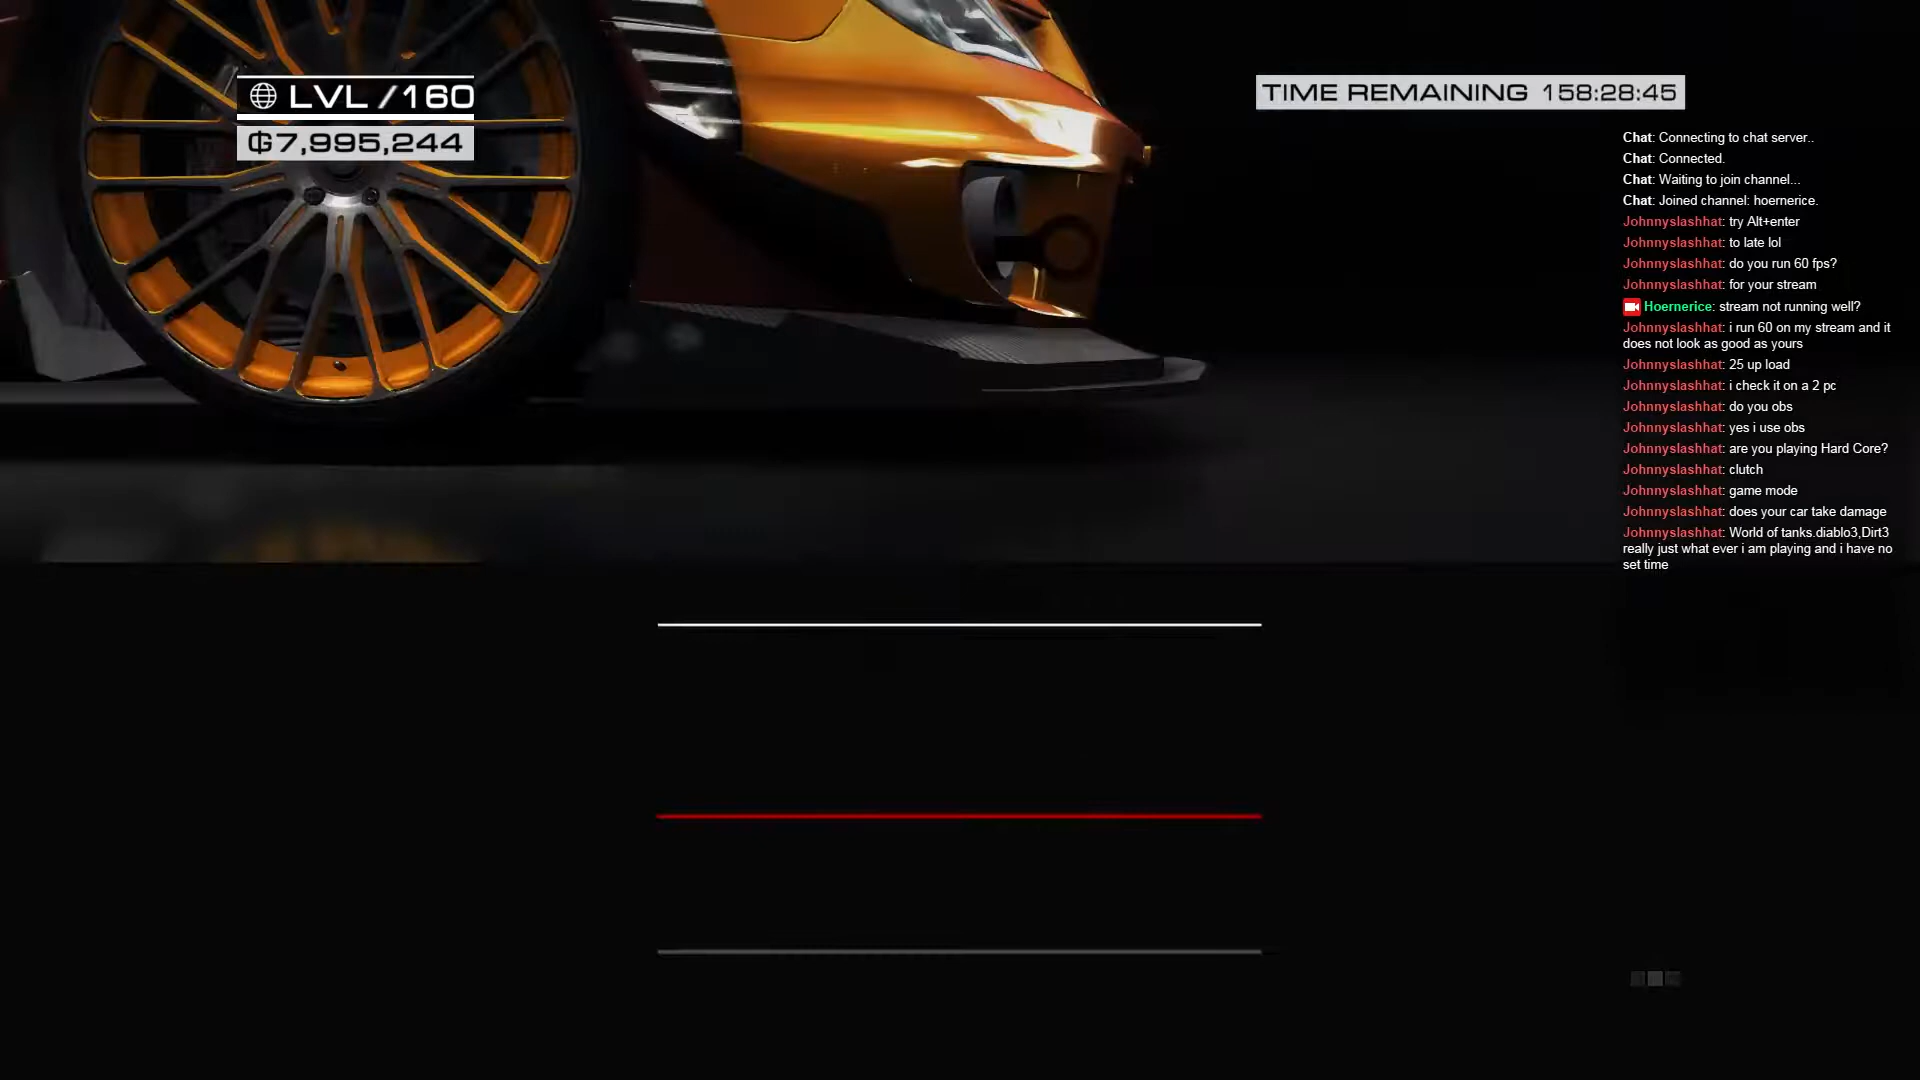 LVL /160
₲7,995,244
TIME REMAINING 158:28:45
Chat: Connecting to chat server..
Chat: Connected.
Chat: Waiting to join channel...
Chat: Joined channel: hoernerice.
Johnnyslashhat: try Alt+enter
Johnnyslashhat: to late lol
Johnnyslashhat: do you run 60 fps?
Johnnyslashhat: for your stream
Hoernerice: stream not running well?
Johnnyslashhat: i run 60 on my stream and it
does not look as good as yours
Johnnyslashhat: 25 up load
Johnnyslashhat: i check it on a 2 pc
Johnnyslashhat: do you obs
Johnnyslashhat: yes i use obs
Johnnyslashhat: are you playing Hard Core?
Johnnyslashhat: clutch
Johnnyslashhat: game mode
Johnnyslashhat: does your car take damage
Johnnyslashhat: World of tanks.diablo3,Dirt3
really just what ever i am playing and i have no
set time